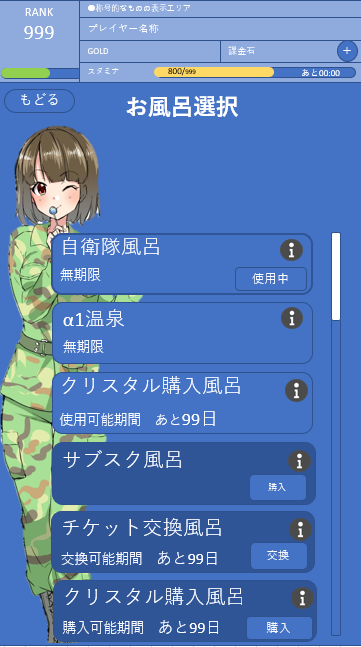 RANK
999
●称号的なものの表示エリア
プレイヤー名称
GOLD
課金石
+
スタミナ
800/999
あと00:00
もどる
お風呂選択
自衛隊風呂
無期限
使用中
α1温泉
無期限
クリスタル購入風呂
使用可能期間 あと99日
サブスク風呂
購入
チケット交換風呂
交換可能期間 あと99日
交換
クリスタル購入風呂
購入可能期間 あと99日
購入